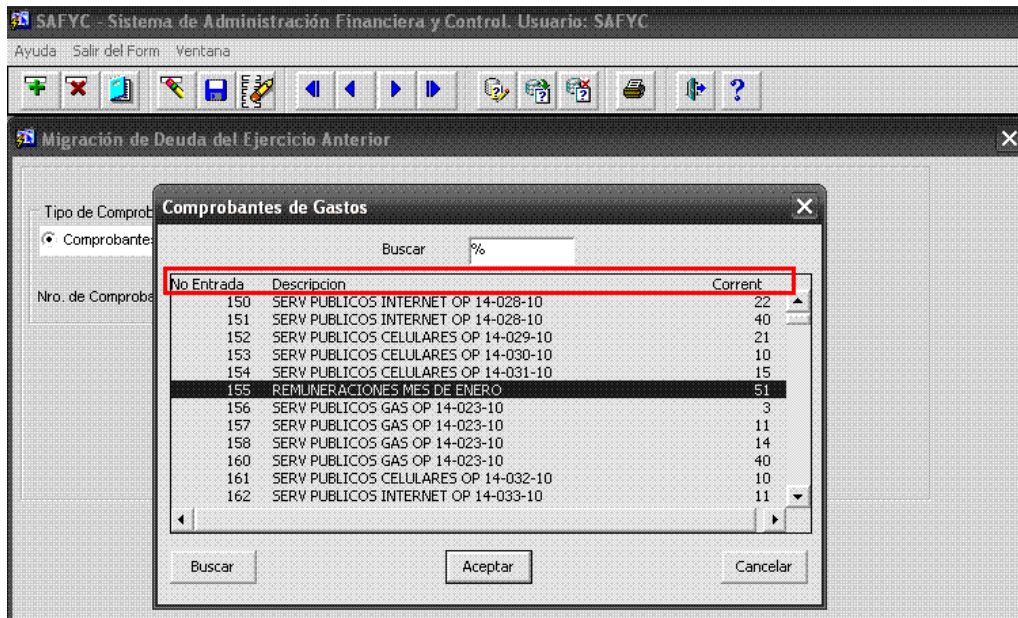 SAFYC - Sistema de Administración Financiera y Control. Usuario: SAFYC
Ayuda Salir del Form Ventana
Migración de Deuda del Ejercicio Anterior
Tipo de Comprob
Comprobante
Nro. de Comproba
Comprobantes de Gastos
Buscar %
No Entrada Descripcion Corrent
150 SERV PUBLICOS INTERNET OP 14-028-10 22
151 SERV PUBLICOS INTERNET OP 14-028-10 40
152 SERV PUBLICOS CELULARES OP 14-029-10 21
153 SERV PUBLICOS CELULARES OP 14-030-10 10
154 SERV PUBLICOS CELULARES OP 14-031-10 15
155 REMUNERACIONES MES DE ENERO 51
156 SERV PUBLICOS GAS OP 14-023-10 3
157 SERV PUBLICOS GAS OP 14-023-10 11
158 SERV PUBLICOS GAS OP 14-023-10 14
160 SERV PUBLICOS GAS OP 14-023-10 40
161 SERV PUBLICOS CELULARES OP 14-032-10 10
162 SERV PUBLICOS INTERNET OP 14-033-10 11
Buscar Aceptar Cancelar